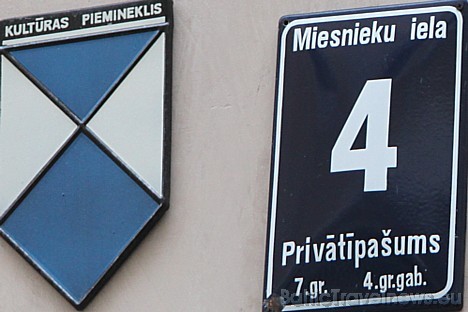 KULTŪRAS PIEMINEKLIS
Miesnieku iela
4
Privātīpašums
7.gr. 4.gr.gab.
BalticTravelnews.eu